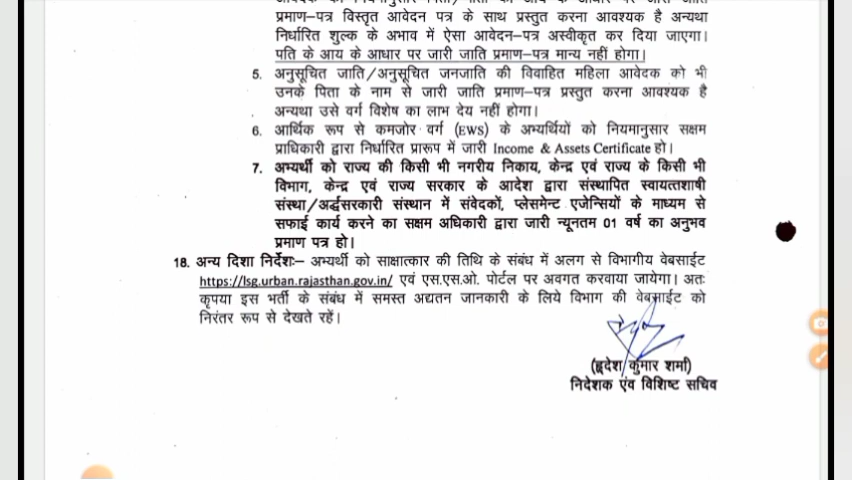 प्रमाण–पत्र विस्तृत आवेदन पत्र के साथ प्रस्तुत करना आवश्यक है अन्यथा
निर्धारित शुल्क के अभाव में ऐसा आवेदन–पत्र अस्वीकृत कर दिया जाएगा।
पति के आय के आधार पर जारी जाति प्रमाण–पत्र मान्य नहीं होगा।
5. अनुसूचित जाति/अनुसूचित जनजाति की विवाहित महिला आवेदक को भी
उनके पिता के नाम से जारी जाति प्रमाण–पत्र प्रस्तुत करना आवश्यक है
अन्यथा उसे वर्ग विशेष का लाभ देय नहीं होगा।
6. आर्थिक रूप से कमजोर वर्ग (EWS) के अभ्यर्थियों को नियमानुसार सक्षम
प्राधिकारी द्वारा निर्धारित प्रारूप में जारी Income & Assets Certificate हो।
7. अभ्यर्थी को राज्य की किसी भी नगरीय निकाय, केन्द्र एवं राज्य के किसी भी
विभाग, केन्द्र एवं राज्य सरकार के आदेश द्वारा संस्थापित स्वायत्तशाषी
संस्था/अर्द्धसरकारी संस्थान में संवेदकों, प्लेसमेन्ट एजेन्सियों के माध्यम से
सफाई कार्य करने का सक्षम अधिकारी द्वारा जारी न्यूनतम 01 वर्ष का अनुभव
प्रमाण पत्र हो।
18. अन्य दिशा निर्देशः– अभ्यर्थी को साक्षात्कार की तिथि के संबंध में अलग से विभागीय वेबसाईट
https://lsg.urban.rajasthan.gov.in/ एवं एस.एस.ओ. पोर्टल पर अवगत करवाया जायेगा। अतः
कृपया इस भर्ती के संबंध में समस्त अद्यतन जानकारी के लिये विभाग की वेबसाईट को
निरंतर रूप से देखते रहें।
(हृदेश कुमार शर्मा)
निदेशक एंव विशिष्ट सचिव